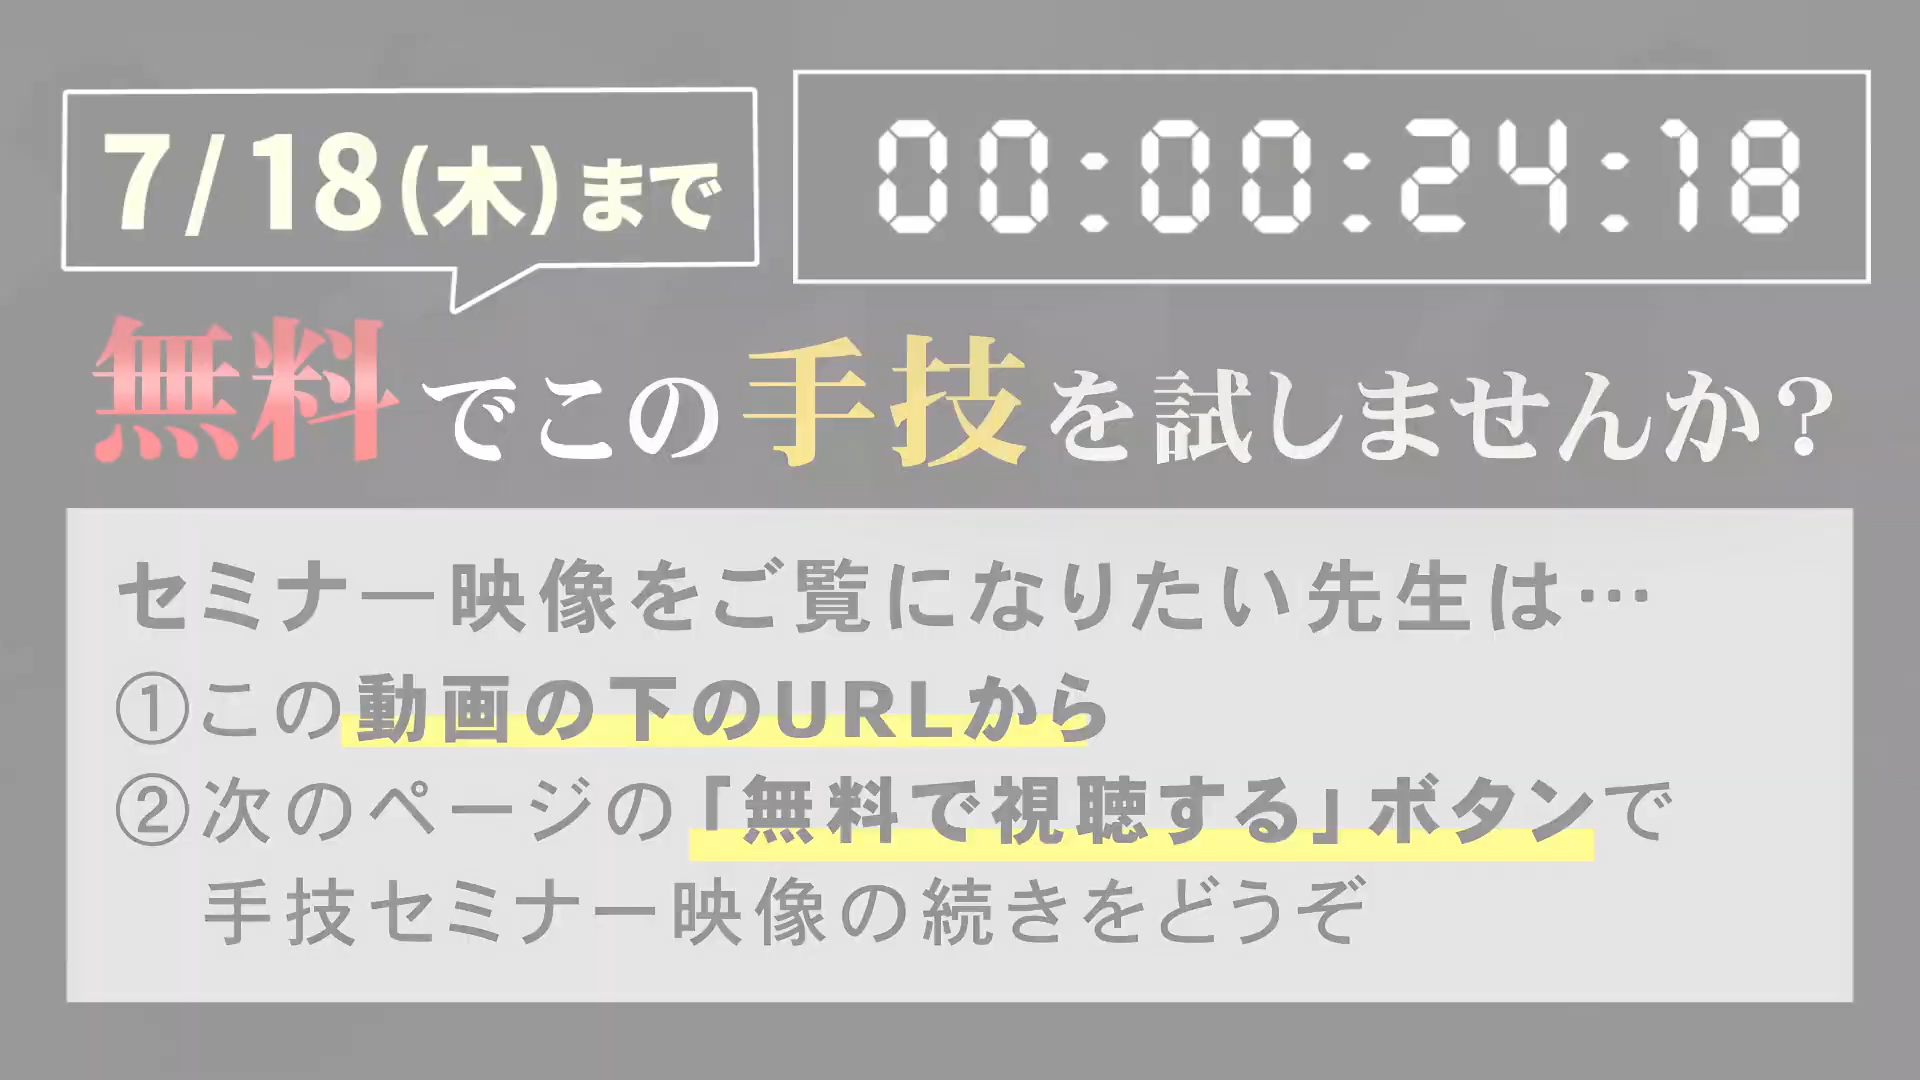 7/18(木)まで
00:00:24:18
無料でこの手技を試しませんか?
セミナー映像をご覧になりたい先生は…
①この動画の下のURLから
②次のページの「無料で視聴する」ボタンで
手技セミナー映像の続きをどうぞ